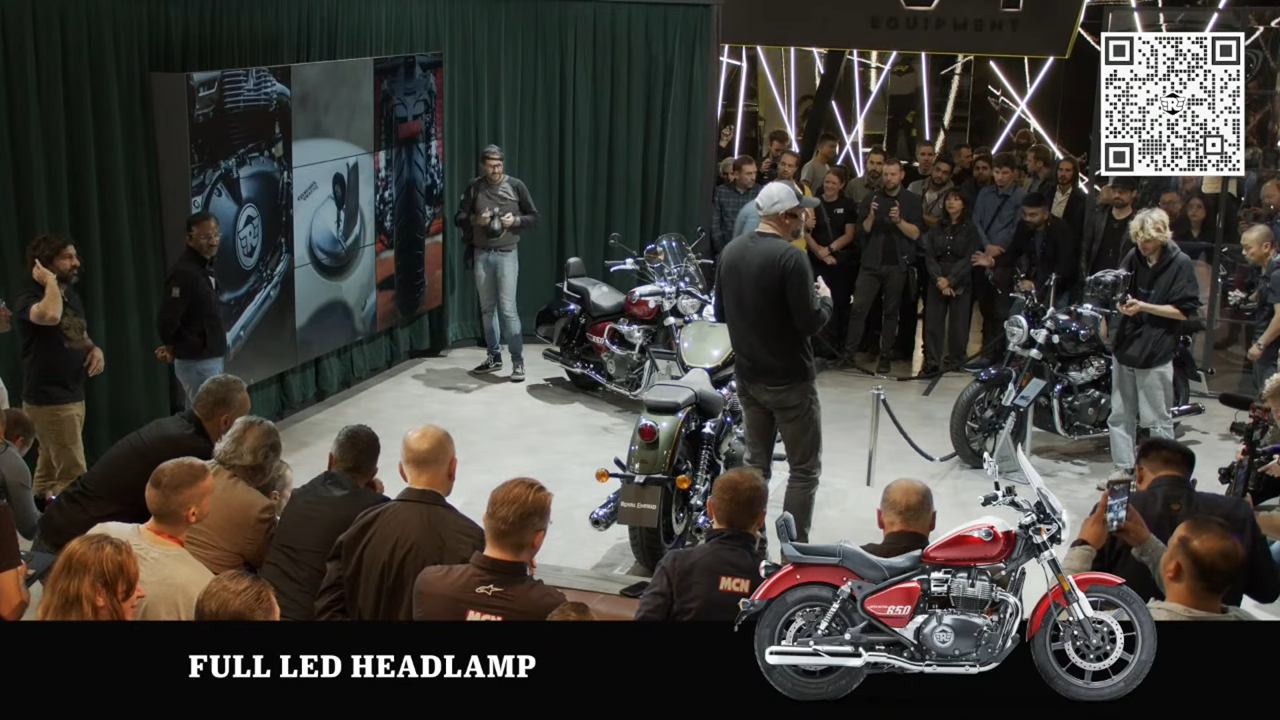 EQUIPMENT
ROYAL ENFIELD
MCN
MCN
650
FULL LED HEADLAMP